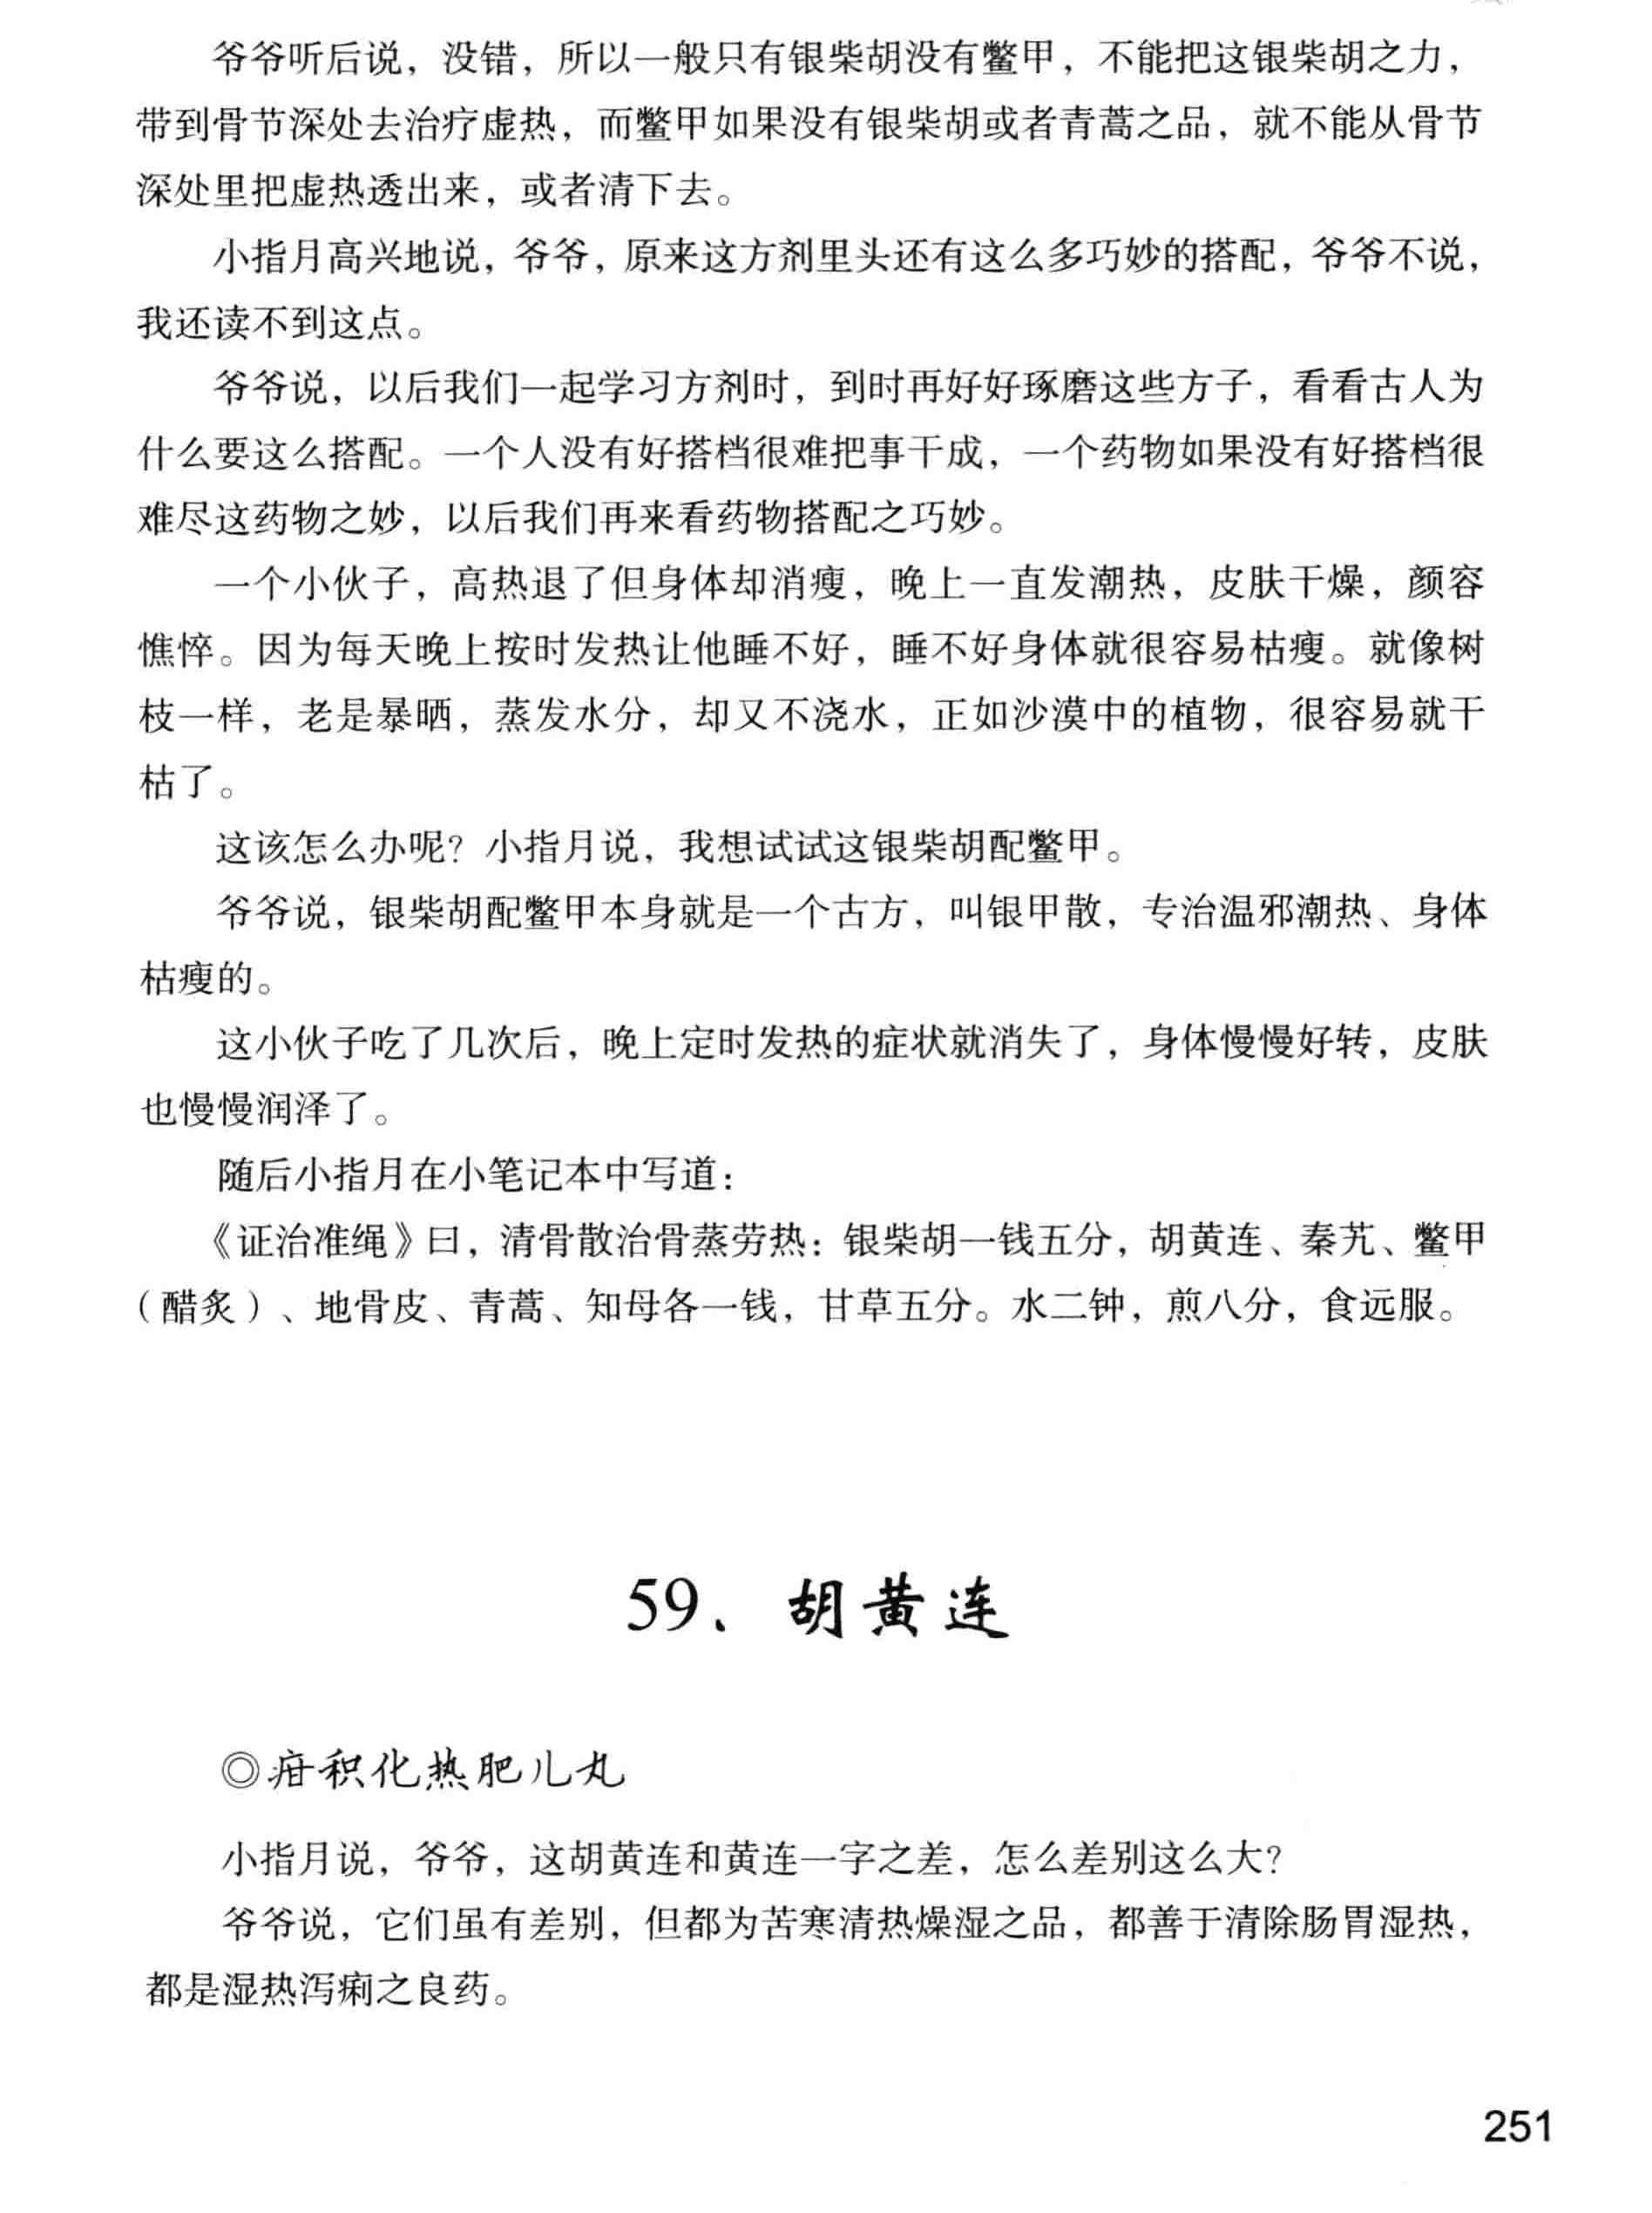 爷爷听后说，没错，所以一般只有银柴胡没有鳖甲，不能把这银柴胡之力，
带到骨节深处去治疗虚热，而鳖甲如果没有银柴胡或者青蒿之品，就不能从骨节
深处里把虚热透出来，或者清下去。
小指月高兴地说，爷爷，原来这方剂里头还有这么多巧妙的搭配，爷爷不说，
我还读不到这点。
爷爷说，以后我们一起学习方剂时，到时再好好琢磨这些方子，看看古人为
什么要这么搭配。一个人没有好搭档很难把事干成，一个药物如果没有好搭档很
难尽这药物之妙，以后我们再来看药物搭配之巧妙。
一个小伙子，高热退了但身体却消瘦，晚上一直发潮热，皮肤干燥，颜容
憔悴。因为每天晚上按时发热让他睡不好，睡不好身体就很容易枯瘦。就像树
枝一样，老是暴晒，蒸发水分，却又不浇水，正如沙漠中的植物，很容易就干
枯了。
这该怎么办呢？小指月说，我想试试这银柴胡配鳖甲。
爷爷说，银柴胡配鳖甲本身就是一个古方，叫银甲散，专治温邪潮热、身体
枯瘦的。
这小伙子吃了几次后，晚上定时发热的症状就消失了，身体慢慢好转，皮肤
也慢慢润泽了。
随后小指月在小笔记本中写道：
《证治准绳》曰，清骨散治骨蒸劳热：银柴胡一钱五分，胡黄连、秦艽、鳖甲
（醋炙）、地骨皮、青蒿、知母各一钱，甘草五分。水二钟，煎八分，食远服。
59、胡黄连
◎疳积化热肥儿丸
小指月说，爷爷，这胡黄连和黄连一字之差，怎么差别这么大？
爷爷说，它们虽有差别，但都为苦寒清热燥湿之品，都善于清除肠胃湿热，
都是湿热泻痢之良药。
251